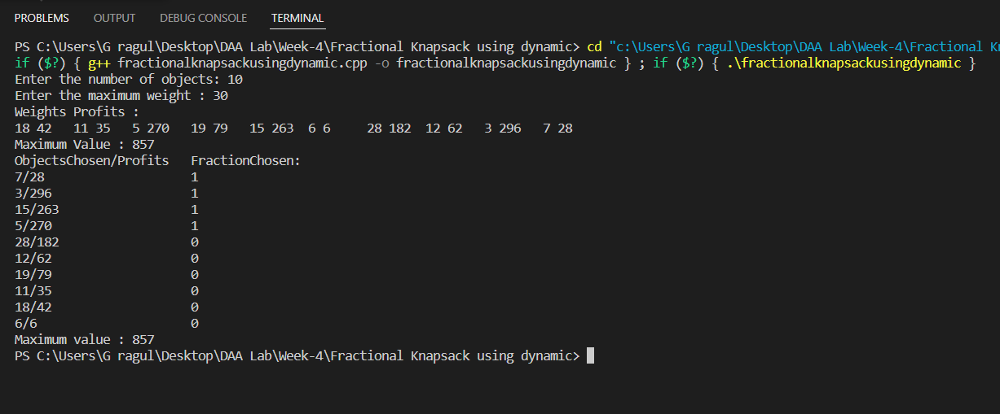 PROBLEMS OUTPUT DEBUG CONSOLE TERMINAL
PS C:\Users\G ragul\Desktop\DAA Lab\Week-4\Fractional Knapsack using dynamic> cd "c:\Users\G ragul\Desktop\DAA Lab\Week-4\Fractional Kn
if ($?) { g++ fractionalknapsackusingdynamic.cpp -o fractionalknapsackusingdynamic } ; if ($?) { .\fractionalknapsackusingdynamic }
Enter the number of objects: 10
Enter the maximum weight : 30
Weights Profits :
18 42 11 35 5 270 19 79 15 263 6 6 28 182 12 62 3 296 7 28
Maximum Value : 857
ObjectsChosen/Profits FractionChosen:
7/28 1
3/296 1
15/263 1
5/270 1
28/182 0
12/62 0
19/79 0
11/35 0
18/42 0
6/6 0
Maximum value : 857
PS C:\Users\G ragul\Desktop\DAA Lab\Week-4\Fractional Knapsack using dynamic>